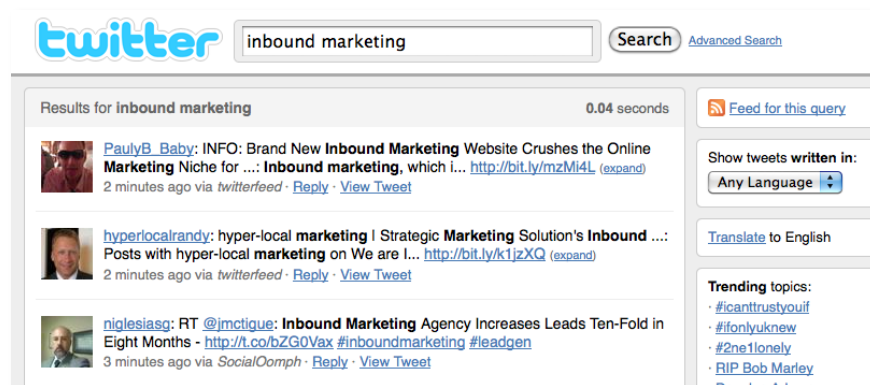 twitter inbound marketing Search Advanced Search
Results for inbound marketing 0.04 seconds
PaulyB_Baby: INFO: Brand New Inbound Marketing Website Crushes the Online
Marketing Niche for ...: Inbound marketing, which i... http://bit.ly/mzMi4L (expand)
2 minutes ago via twitterfeed · Reply · View Tweet
hyperlocalrandy: hyper-local marketing | Strategic Marketing Solution's Inbound ...:
Posts with hyper-local marketing on We are I... http://bit.ly/k1jzXQ (expand)
2 minutes ago via twitterfeed · Reply · View Tweet
niglesiasg: RT @jmctigue: Inbound Marketing Agency Increases Leads Ten-Fold in
Eight Months - http://t.co/bZG0Vax #inboundmarketing #leadgen
3 minutes ago via SocialOomph · Reply · View Tweet
Feed for this query
Show tweets written in:
Any Language
Translate to English
Trending topics:
· #icanttrustyouif
· #ifonlyuknew
· #2ne1lonely
· RIP Bob Marley